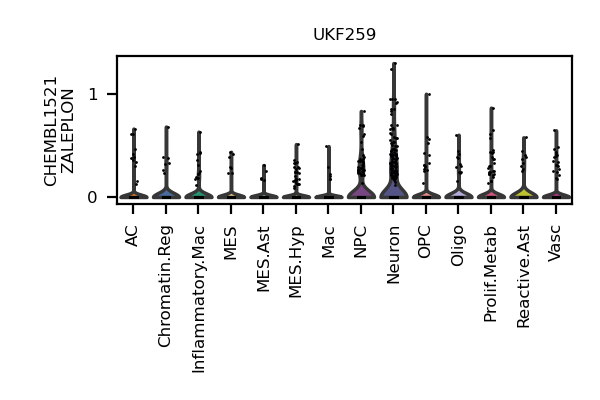 UKF259
CHEMBL1521
ZALEPLON
1
0
AC
Chromatin.Reg
Inflammatory.Mac
MES
MES.Ast
MES.Hyp
Mac
NPC
Neuron
OPC
Oligo
Prolif.Metab
Reactive.Ast
Vasc